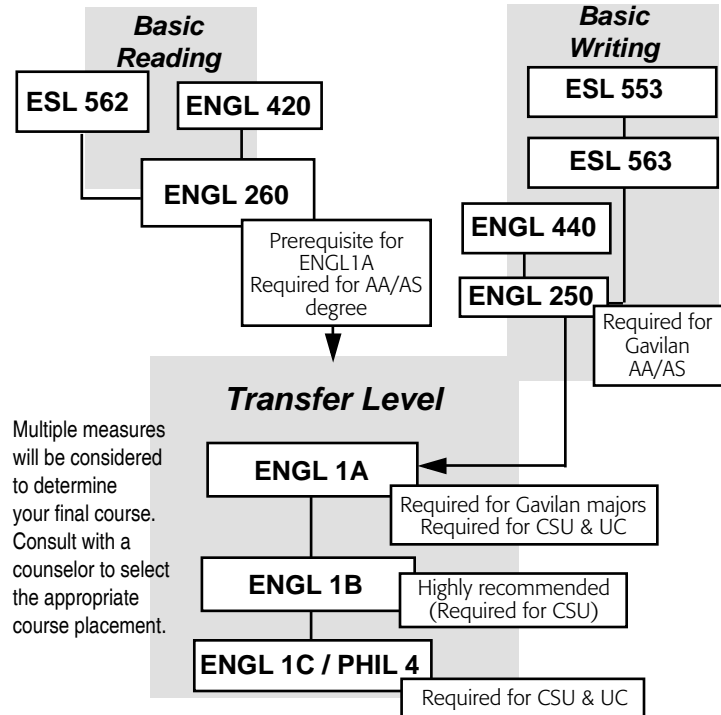 Basic
Reading
ESL 562
ENGL 420
ENGL 260
Prerequisite for
ENGL1A
Required for AA/AS
degree
Basic
Writing
ESL 553
ESL 563
ENGL 440
ENGL 250
Required for
Gavilan
AA/AS
Transfer Level
Multiple measures
will be considered
to determine
your final course.
Consult with a
counselor to select
the appropriate
course placement.
ENGL 1A
Required for Gavilan majors
Required for CSU & UC
ENGL 1B
Highly recommended
(Required for CSU)
ENGL 1C / PHIL 4
Required for CSU & UC